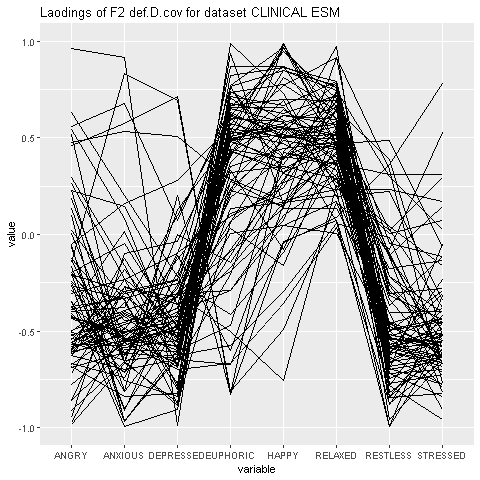 Laodings of F2 def.D.cov for dataset CLINICAL ESM
1.0
0.5
0.0
-0.5
-1.0
value
ANGRY ANXIOUS DEPRESSEDEUPHORIC HAPPY RELAXED RESTLESS STRESSED
variable